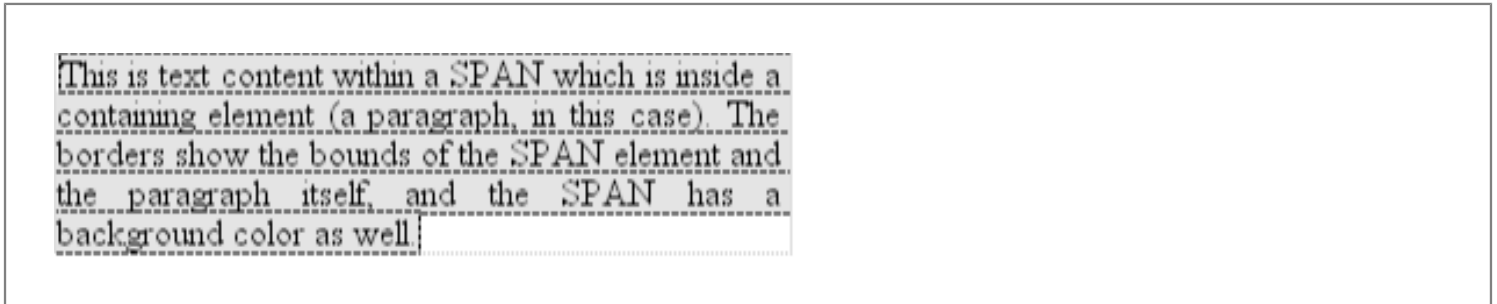 This is text content within a SPAN which is inside a
containing element (a paragraph, in this case). The
borders show the bounds of the SPAN element and
the paragraph itself, and the SPAN has a
background color as well.